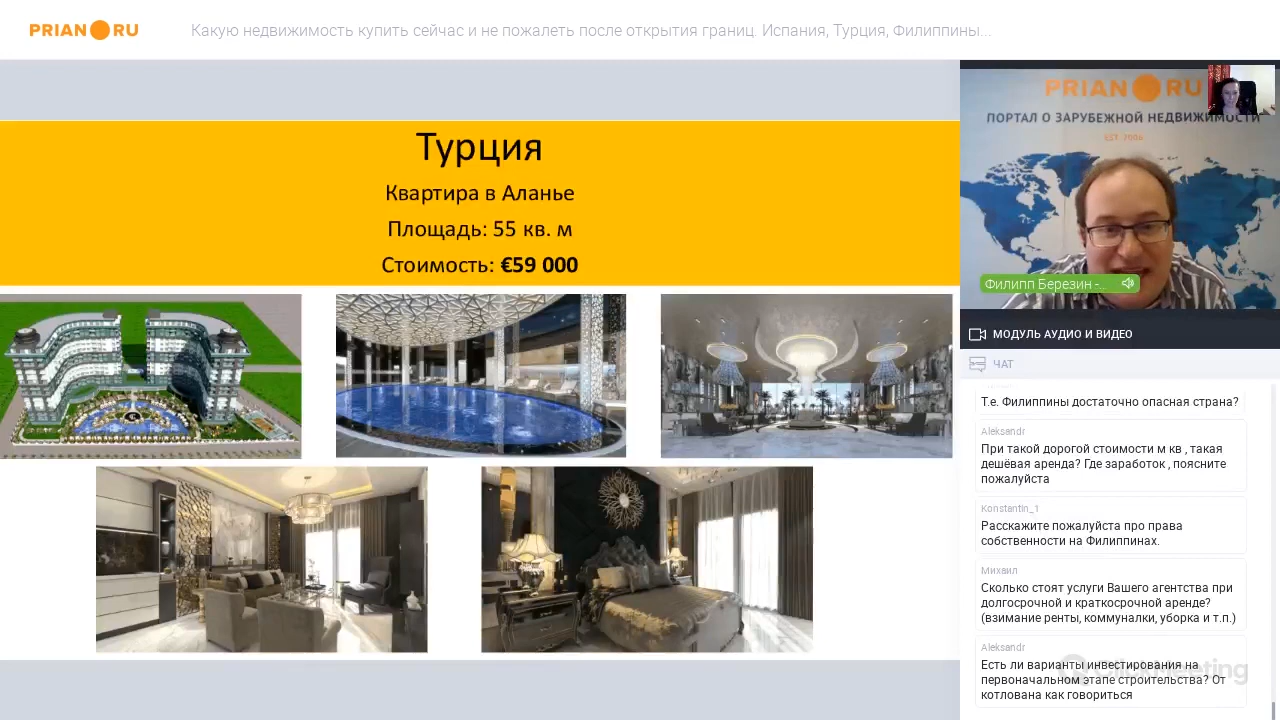 PRIAN RU
Какую недвижимость купить сейчас и не пожалеть после открытия границ. Испания, Турция, Филиппины...
Турция
Квартира в Аланье
Площадь: 55 кв. м
Стоимость: €59 000
PRIAN RU
ПОРТАЛ О ЗАРУБЕЖНОЙ НЕДВИЖИМОСТИ
EST. 2006
Филипп Березин -...
МОДУЛЬ АУДИО И ВИДЕО
ЧАТ
Т.е. Филиппины достаточно опасная страна?
Aleksandr
При такой дорогой стоимости м кв , такая
дешёвая аренда? Где заработок , поясните
пожалуйста
Konstantin_1
Расскажите пожалуйста про права
собственности на Филиппинах.
Михаил
Сколько стоят услуги Вашего агентства при
долгосрочной и краткосрочной аренде?
(взимание ренты, коммуналки, уборка и т.п.)
Aleksandr
Есть ли варианты инвестирования на
первоначальном этапе строительства? От
котлована как говориться
ClickMeeting